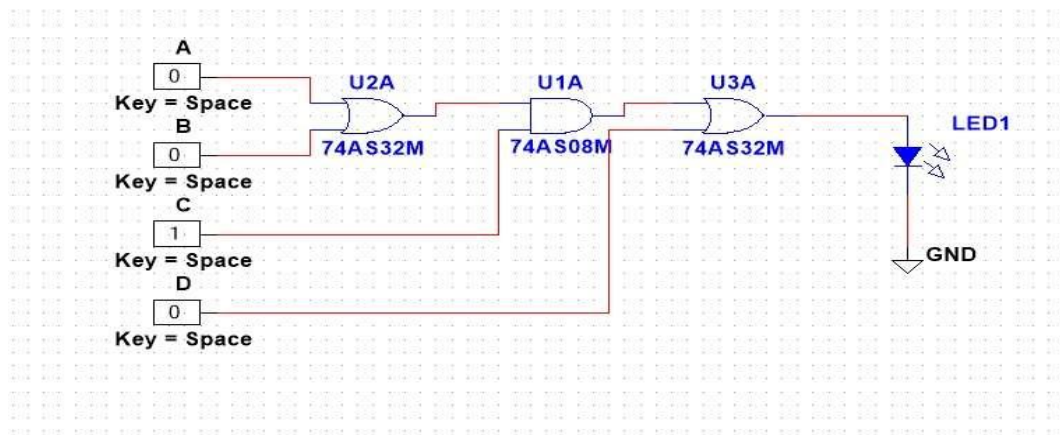 A
0
Key = Space
B
0
Key = Space
C
1
Key = Space
D
0
Key = Space
U2A
74AS32M
U1A
74AS08M
U3A
74AS32M
LED1
GND